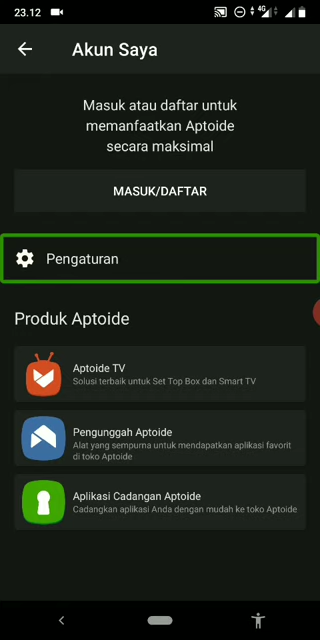 23.12
4G
Akun Saya
Masuk atau daftar untuk
memanfaatkan Aptoide
secara maksimal
MASUK/DAFTAR
Pengaturan
Produk Aptoide
Aptoide TV
Solusi terbaik untuk Set Top Box dan Smart TV
Pengunggah Aptoide
Alat yang sempurna untuk mendapatkan aplikasi favorit
di toko Aptoide
Aplikasi Cadangan Aptoide
Cadangkan aplikasi Anda dengan mudah ke toko Aptoide